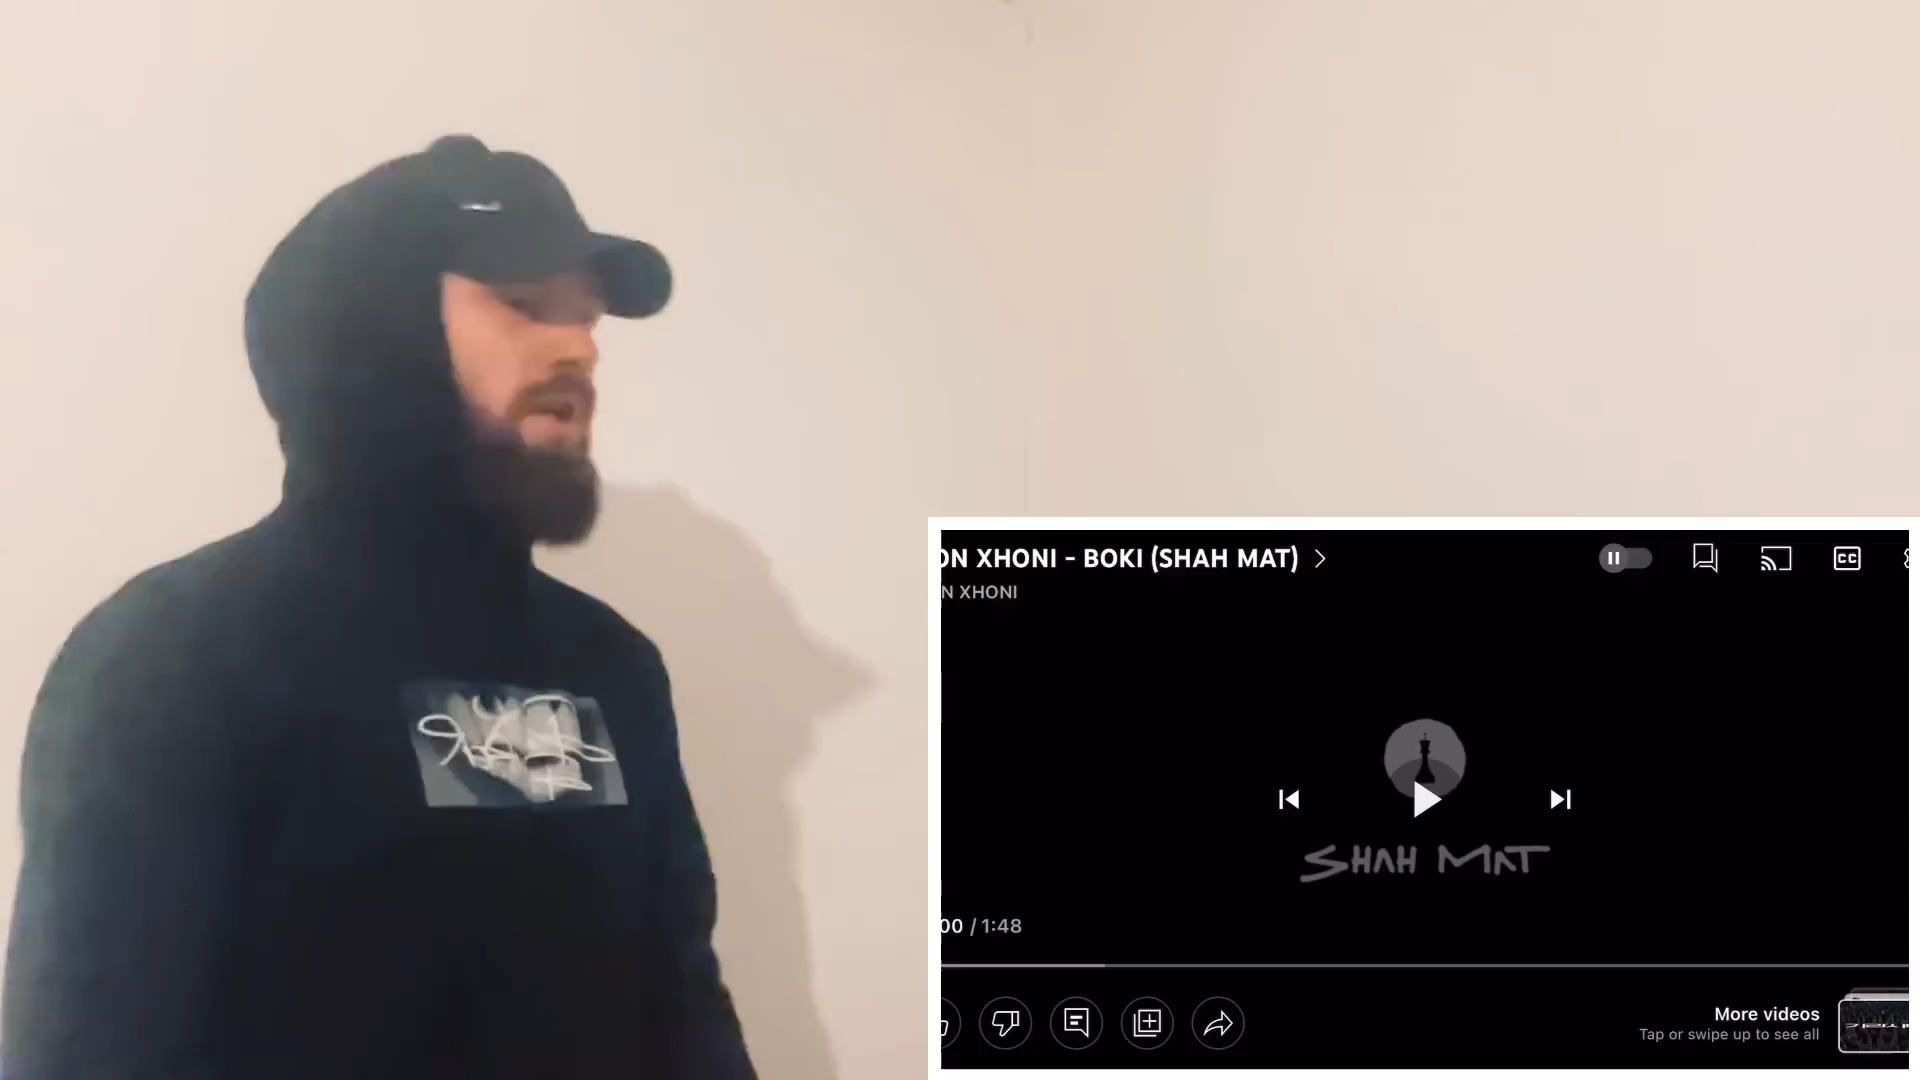 ON XHONI - BOKI (SHAH MAT)
N XHONI
CC
SHAH MAT
00 / 1:48
More videos
Tap or swipe up to see all